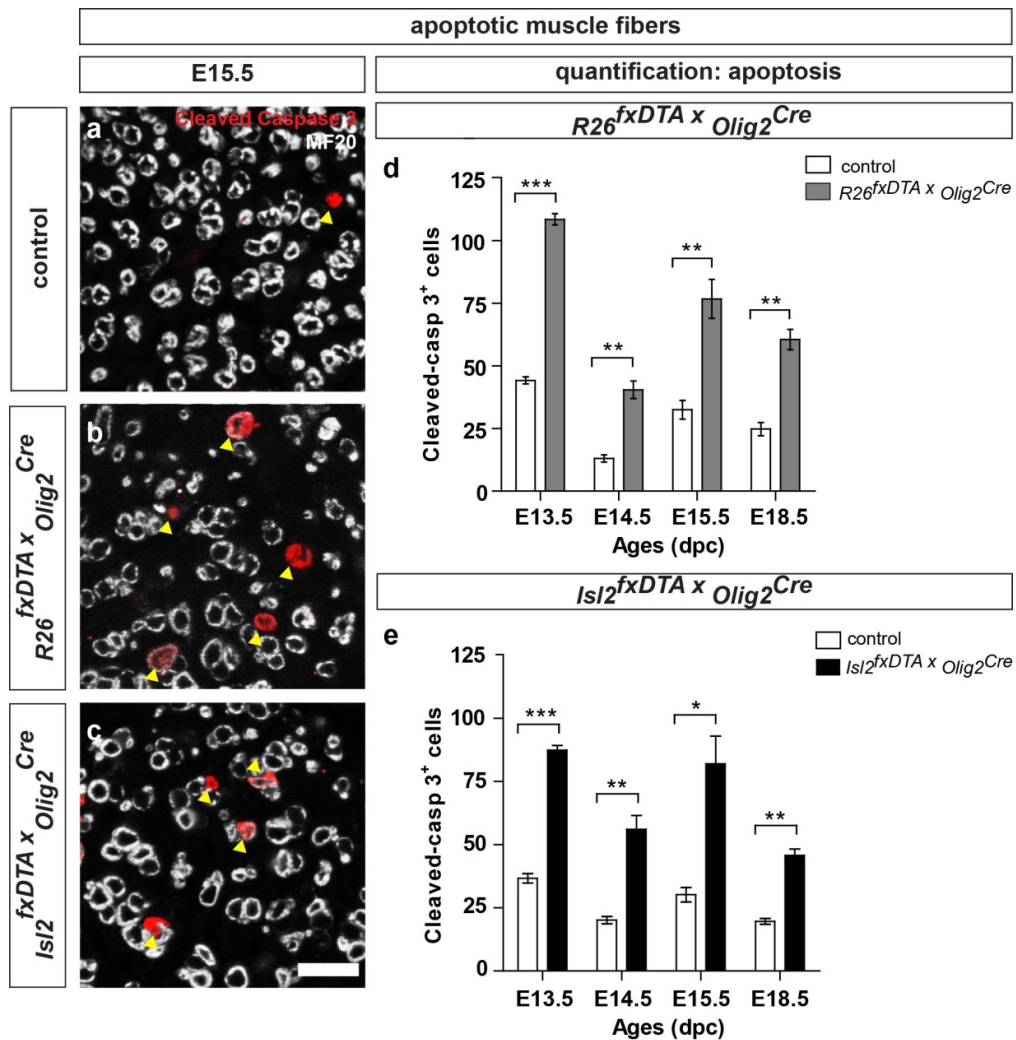 apoptotic muscle fibers
E15.5
quantification: apoptosis
control
a
Cleaved Caspase 3
MF20
R26fxDTA x Olig2Cre
b
Isl2fxDTA x Olig2Cre
c
R26fxDTA x Olig2Cre
d
control
R26fxDTA x Olig2Cre
Cleaved-casp 3+ cells
125
100
75
50
25
0
***
**
**
**
E13.5 E14.5 E15.5 E18.5
Ages (dpc)
Isl2fxDTA x Olig2Cre
e
control
Isl2fxDTA x Olig2Cre
Cleaved-casp 3+ cells
125
100
75
50
25
0
***
**
*
**
E13.5 E14.5 E15.5 E18.5
Ages (dpc)